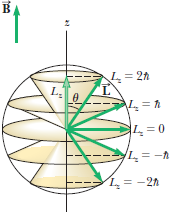 B⃗
z
L_z = 2ħ
θ
L_z
L⃗
L_z = ħ
L_z = 0
L_z = −ħ
L_z = −2ħ